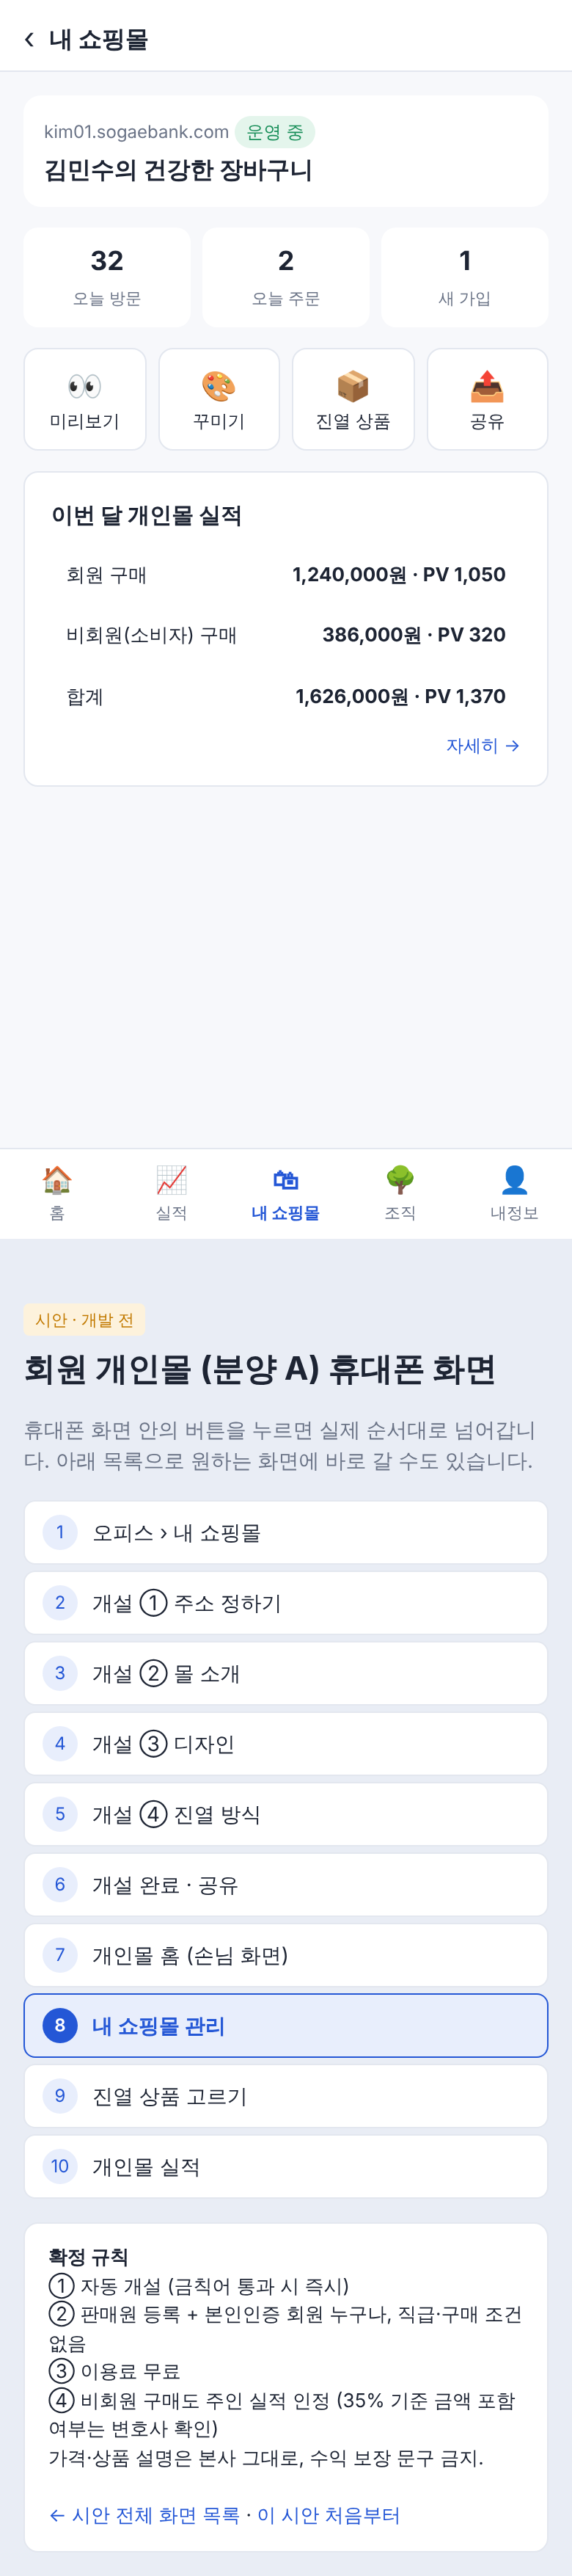 ‹ 내 쇼핑몰
kim01.sogaebank.com 운영 중
김민수의 건강한 장바구니
32 2 1
오늘 방문 오늘 주문 새 가입
미리보기 꾸미기 진열 상품 공유
이번 달 개인몰 실적
회원 구매 1,240,000원 · PV 1,050
비회원(소비자) 구매 386,000원 · PV 320
합계 1,626,000원 · PV 1,370
자세히 →
홈 실적 내 쇼핑몰 조직 내정보
시안 · 개발 전
회원 개인몰 (분양 A) 휴대폰 화면
휴대폰 화면 안의 버튼을 누르면 실제 순서대로 넘어갑니
다. 아래 목록으로 원하는 화면에 바로 갈 수도 있습니다.
1 오피스 › 내 쇼핑몰
2 개설 ① 주소 정하기
3 개설 ② 몰 소개
4 개설 ③ 디자인
5 개설 ④ 진열 방식
6 개설 완료 · 공유
7 개인몰 홈 (손님 화면)
8 내 쇼핑몰 관리
9 진열 상품 고르기
10 개인몰 실적
확정 규칙
① 자동 개설 (금칙어 통과 시 즉시)
② 판매원 등록 + 본인인증 회원 누구나, 직급·구매 조건
없음
③ 이용료 무료
④ 비회원 구매도 주인 실적 인정 (35% 기준 금액 포함
여부는 변호사 확인)
가격·상품 설명은 본사 그대로, 수익 보장 문구 금지.
← 시안 전체 화면 목록 · 이 시안 처음부터